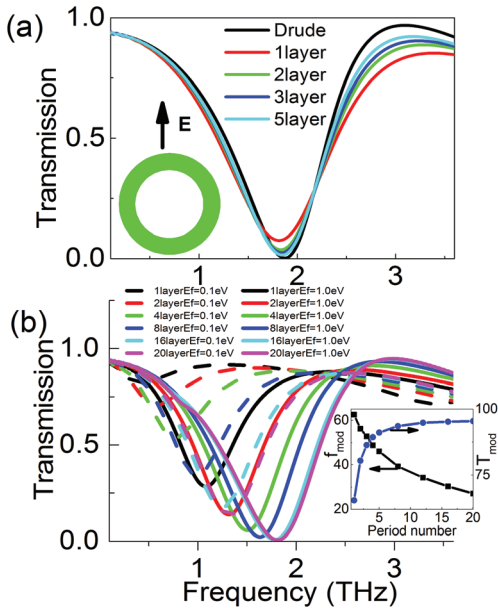 (a)
1.0
0.5
0.0
Transmission
E
Drude
1layer
2layer
3layer
5layer
1 2 3
1layerEf=0.1eV 1layerEf=1.0eV
2layerEf=0.1eV 2layerEf=1.0eV
4layerEf=0.1eV 4layerEf=1.0eV
8layerEf=0.1eV 8layerEf=1.0eV
16layerEf=0.1eV 16layerEf=1.0eV
20layerEf=0.1eV 20layerEf=1.0eV
(b)
1.0
0.5
0.0
Transmission
60
40
20
fmod
100
75
Tmod
5 10 15 20
Period number
1 2 3
Frequency (THz)